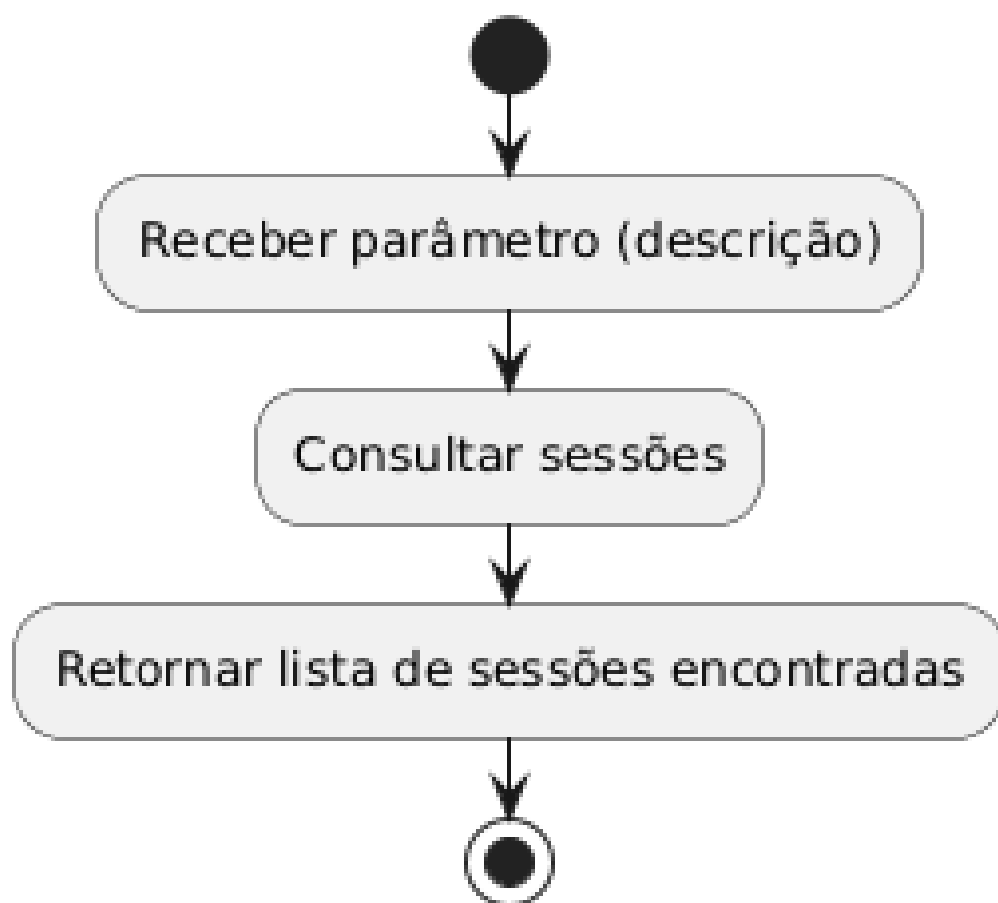 Receber parâmetro (descrição)
Consultar sessões
Retornar lista de sessões encontradas